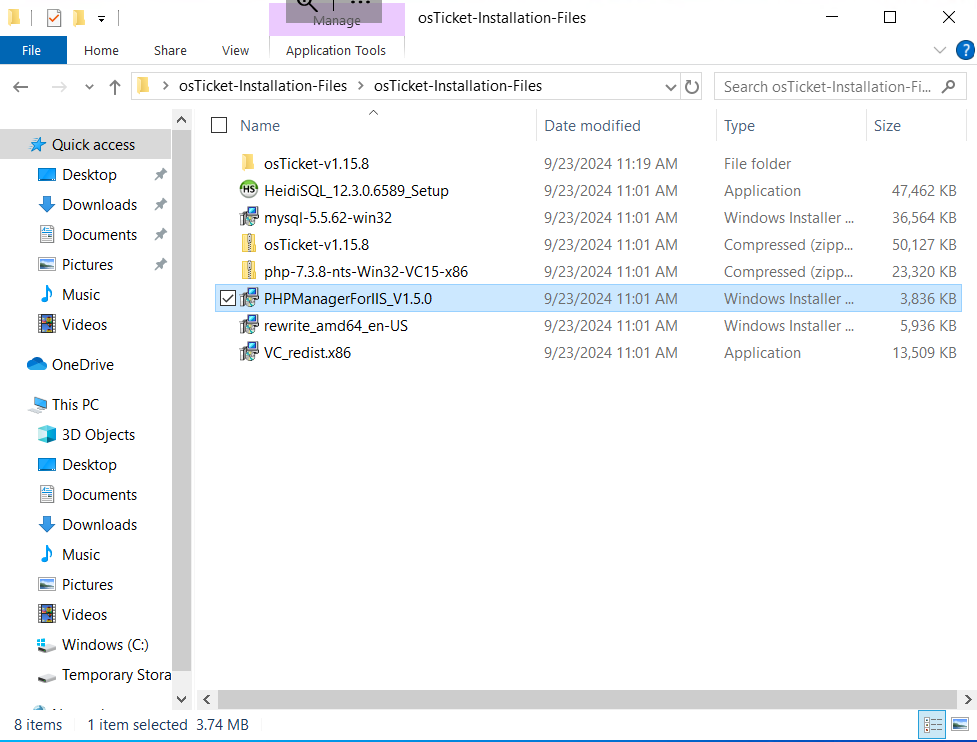 Manage
osTicket-Installation-Files
File Home Share View Application Tools ?
osTicket-Installation-Files osTicket-Installation-Files Search osTicket-Installation-Fi...
Name Date modified Type Size
osTicket-v1.15.8 9/23/2024 11:19 AM File folder
HS HeidiSQL_12.3.0.6589_Setup 9/23/2024 11:01 AM Application 47,462 KB
mysql-5.5.62-win32 9/23/2024 11:01 AM Windows Installer ... 36,564 KB
osTicket-v1.15.8 9/23/2024 11:01 AM Compressed (zipp... 50,127 KB
php-7.3.8-nts-Win32-VC15-x86 9/23/2024 11:01 AM Compressed (zipp... 23,320 KB
PHPManagerForIIS_V1.5.0 9/23/2024 11:01 AM Windows Installer ... 3,836 KB
rewrite_amd64_en-US 9/23/2024 11:01 AM Windows Installer ... 5,936 KB
VC_redist.x86 9/23/2024 11:01 AM Application 13,509 KB
Quick access
Desktop
Downloads
Documents
Pictures
Music
Videos
OneDrive
This PC
3D Objects
Desktop
Documents
Downloads
Music
Pictures
Videos
Windows (C:)
Temporary Stora
8 items 1 item selected 3.74 MB